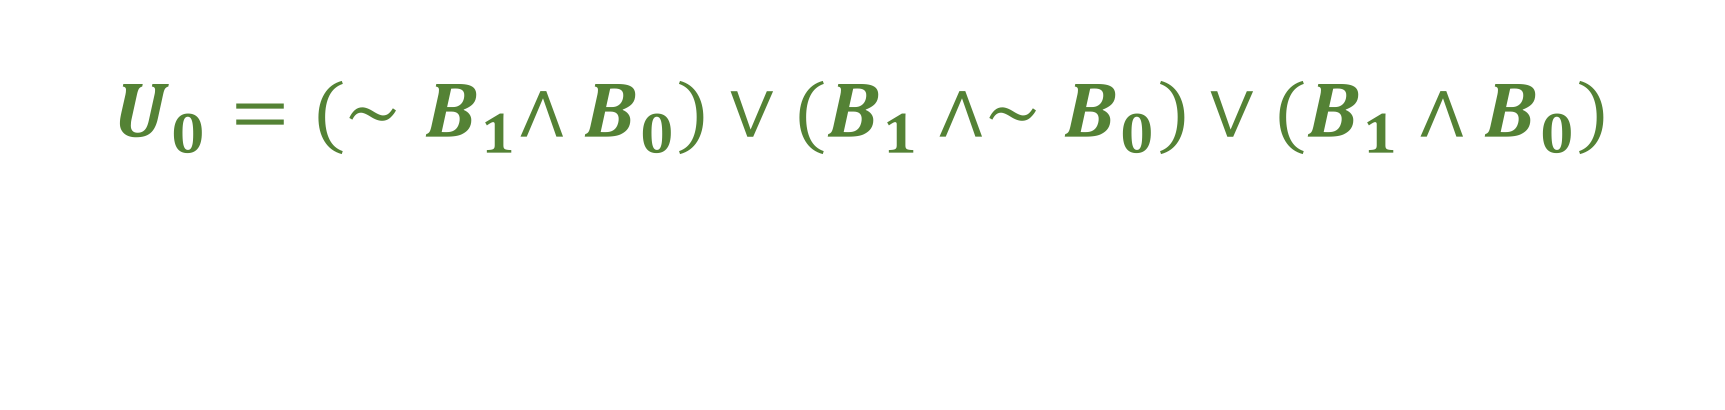 U₀ = (~ B₁∧ B₀) ∨ (B₁ ∧~ B₀) ∨ (B₁ ∧ B₀)